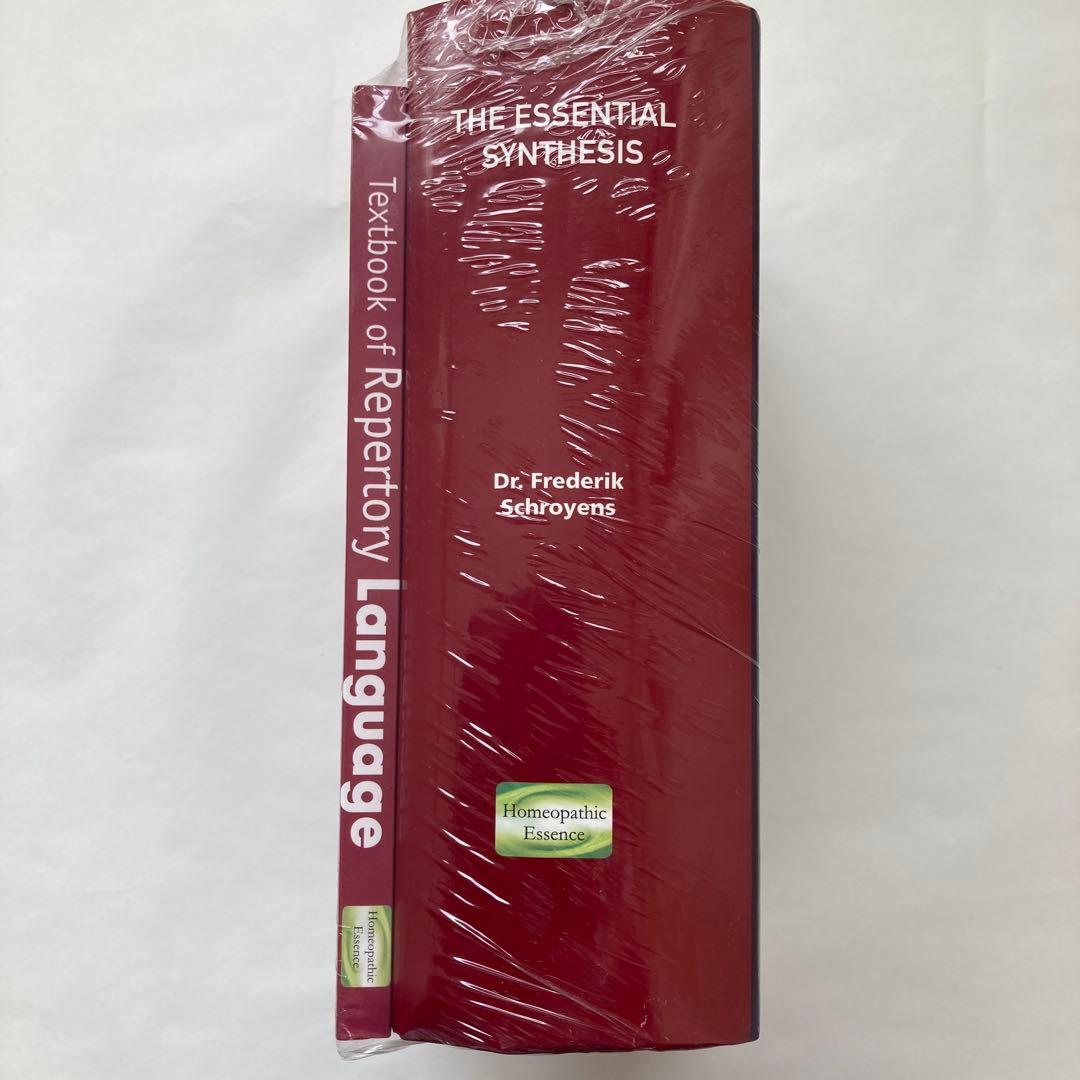 Textbook of Repertory Language
Homeopathic
Essence
THE ESSENTIAL
SYNTHESIS
Dr. Frederik
Schroyens
Homeopathic
Essence